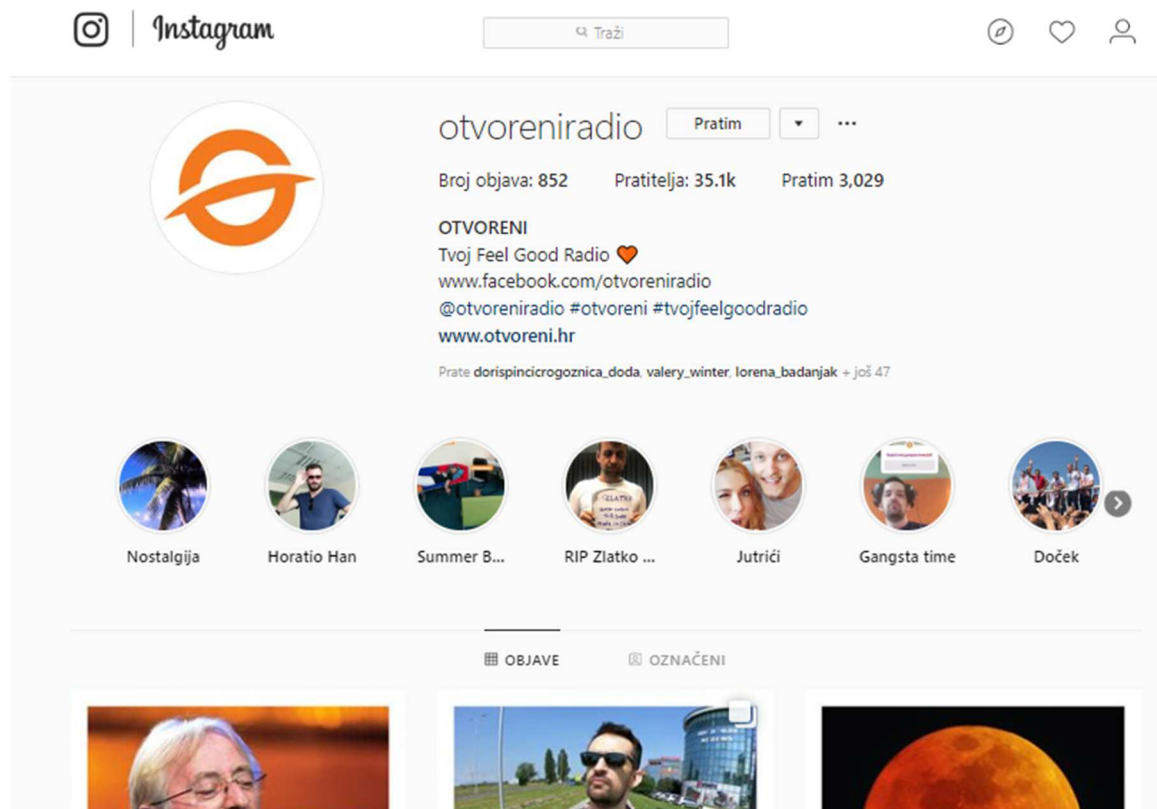 Instagram
Traži
otvoreniradio Pratim
Broj objava: 852 Pratitelja: 35.1k Pratim 3,029
OTVORENI
Tvoj Feel Good Radio 🧡
www.facebook.com/otvoreniradio
@otvoreniradio #otvoreni #tvojfeelgoodradio
www.otvoreni.hr
Prate dorispincicrogoznica_doda, valery_winter, lorena_badanjak + još 47
Nostalgija Horatio Han Summer B... RIP Zlatko ... Jutrići Gangsta time Doček
OBJAVE OZNAČENI